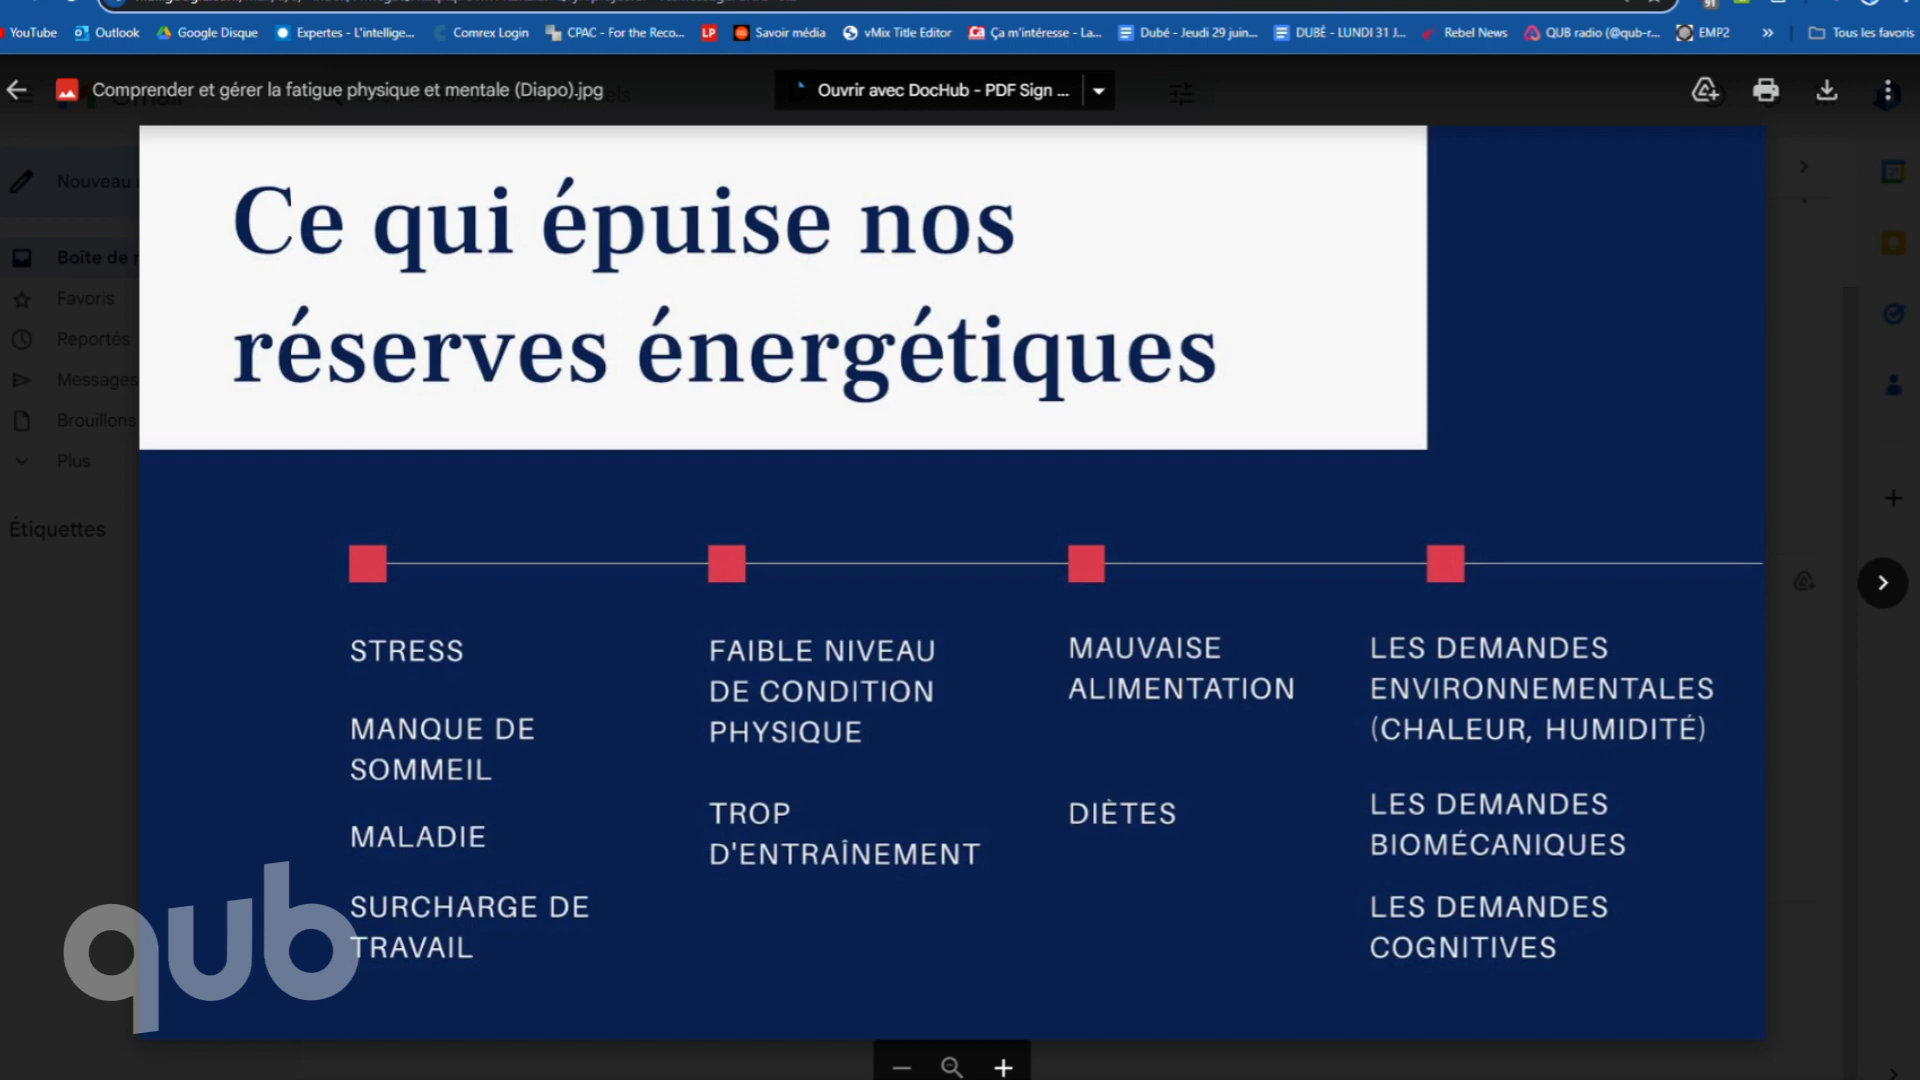 YouTube Outlook Google Disque Expertes - L'intellige... Comrex Login CPAC - For the Reco... LP Savoir média vMix Title Editor Ça m'intéresse - La... Dubé - Jeudi 29 juin... DUBÉ - LUNDI 31 J... Rebel News QUB radio (@qub-r... EMP2 » Tous les favoris
Comprender et gérer la fatigue physique et mentale (Diapo).jpg
Ouvrir avec DocHub - PDF Sign ...
Nouveau
Boîte de r
Favoris
Reportés
Messages
Brouillons
Plus
Étiquettes
Ce qui épuise nos
réserves énergétiques
STRESS
MANQUE DE
SOMMEIL
MALADIE
SURCHARGE DE
TRAVAIL
FAIBLE NIVEAU
DE CONDITION
PHYSIQUE
TROP
D'ENTRAÎNEMENT
MAUVAISE
ALIMENTATION
DIÈTES
LES DEMANDES
ENVIRONNEMENTALES
(CHALEUR, HUMIDITÉ)
LES DEMANDES
BIOMÉCANIQUES
LES DEMANDES
COGNITIVES
qub